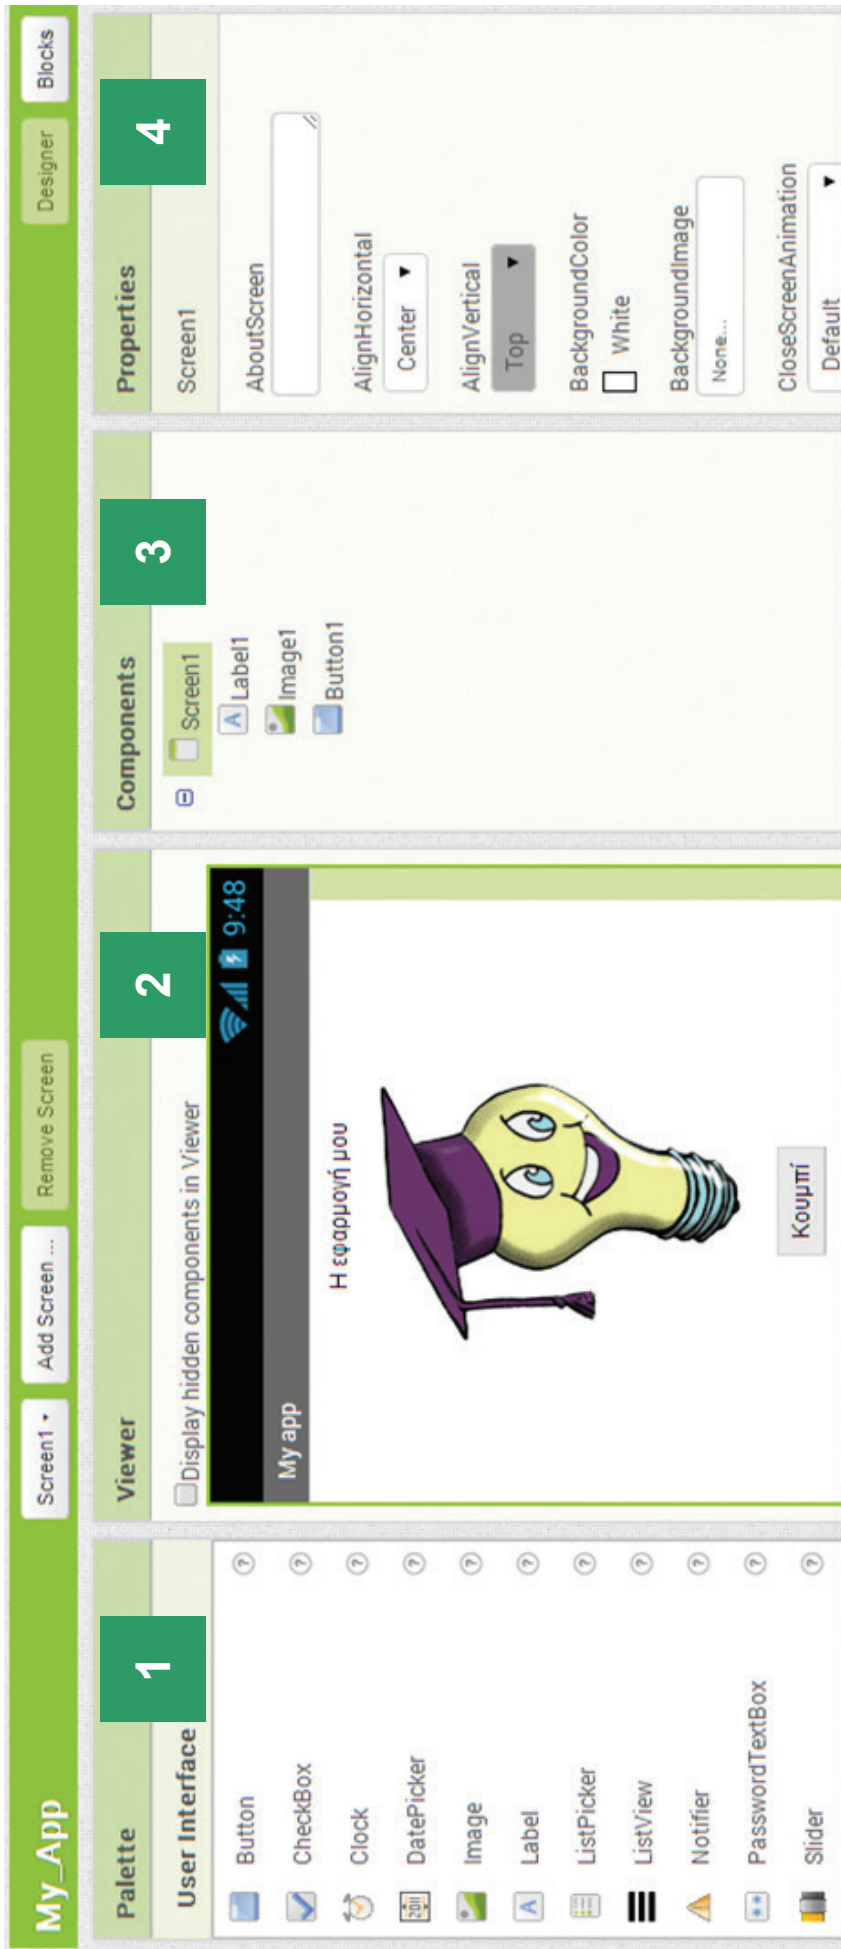 My_App
Screen1
Add Screen ...
Remove Screen
Designer
Blocks
Palette
1
User Interface
Button
CheckBox
Clock
DatePicker
Image
Label
ListPicker
ListView
Notifier
PasswordTextBox
Slider
Viewer
2
Display hidden components in Viewer
9:48
My app
Η εφαρμογή μου
Κουμπί
Components
3
Screen1
Label1
Image1
Button1
Properties
4
Screen1
AboutScreen
AlignHorizontal
Center
AlignVertical
Top
BackgroundColor
White
BackgroundImage
None...
CloseScreenAnimation
Default